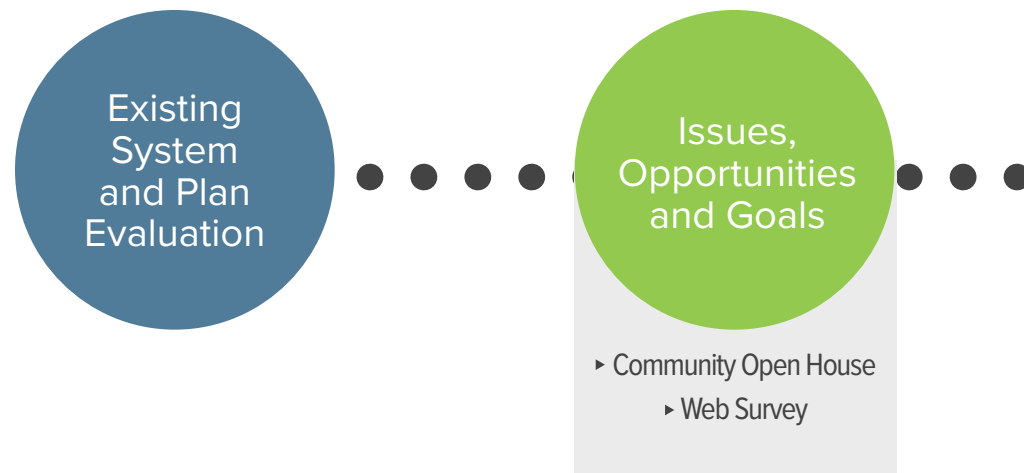 Existing
System
and Plan
Evaluation
Issues,
Opportunities
and Goals
▸ Community Open House
▸ Web Survey